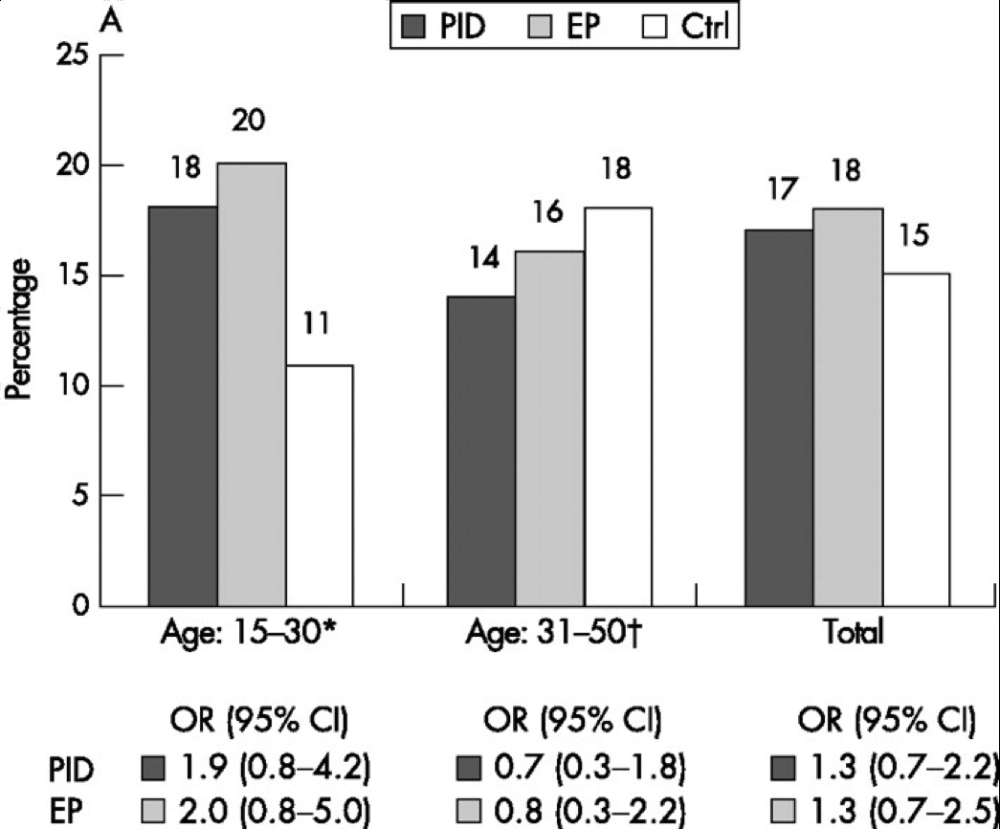 A
PID EP Ctrl
25
20
15
10
5
0
Percentage
18 20 11
14 16 18
17 18 15
Age: 15–30* Age: 31–50† Total
OR (95% CI) OR (95% CI) OR (95% CI)
PID 1.9 (0.8–4.2) 0.7 (0.3–1.8) 1.3 (0.7–2.2)
EP 2.0 (0.8–5.0) 0.8 (0.3–2.2) 1.3 (0.7–2.5)